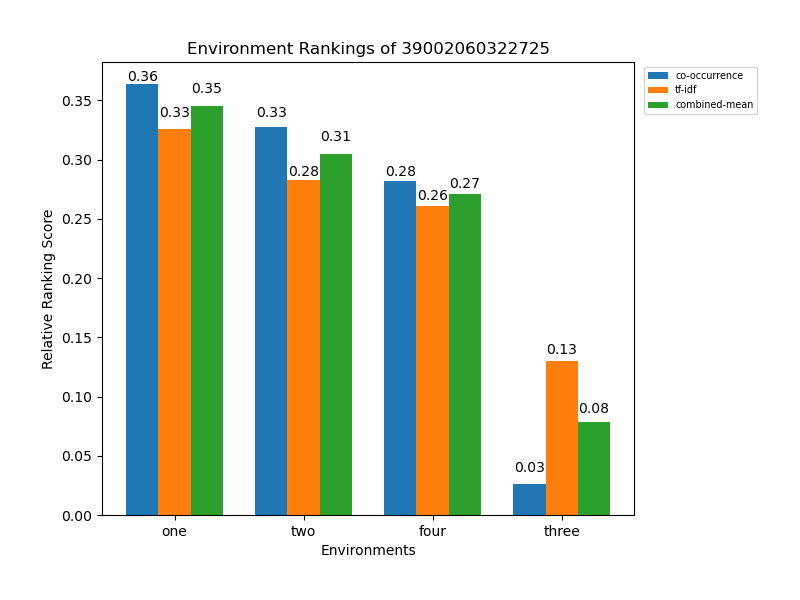 Environment Rankings of 39002060322725
co-occurrence
tf-idf
combined-mean
Relative Ranking Score
0.35
0.30
0.25
0.20
0.15
0.10
0.05
0.00
0.36
0.33
0.35
0.33
0.28
0.31
0.28
0.26
0.27
0.03
0.13
0.08
one
two
four
three
Environments